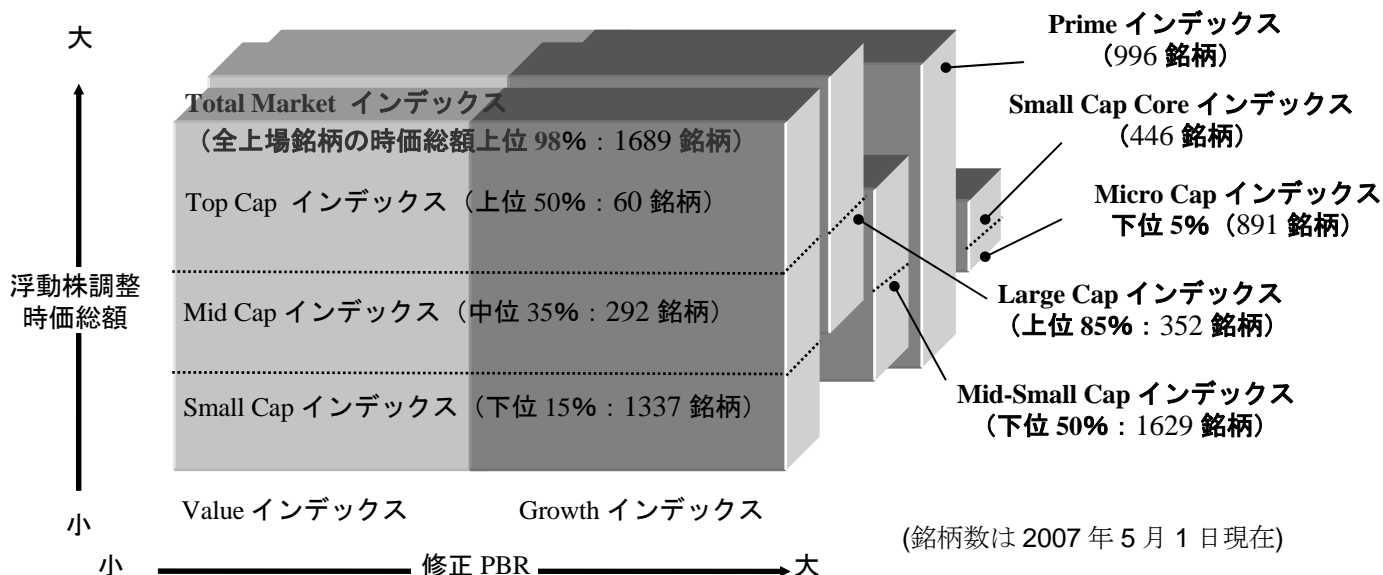 大
Prime インデックス
（996 銘柄）
Total Market インデックス
（全上場銘柄の時価総額上位 98%：1689 銘柄）
Small Cap Core インデックス
（446 銘柄）
Top Cap インデックス（上位 50%：60 銘柄）
Micro Cap インデックス
下位 5%（891 銘柄）
浮動株調整
時価総額
Mid Cap インデックス（中位 35%：292 銘柄）
Large Cap インデックス
（上位 85%：352 銘柄）
Small Cap インデックス（下位 15%：1337 銘柄）
Mid-Small Cap インデックス
（下位 50%：1629 銘柄）
小
Value インデックス
Growth インデックス
(銘柄数は 2007 年 5 月 1 日現在)
小
修正 PBR
大